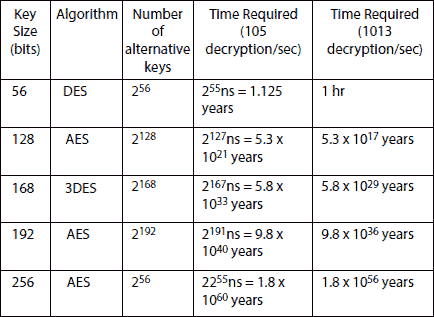 Key Size (bits) | Algorithm | Number of alternative keys | Time Required (105 decryption/sec) | Time Required (1013 decryption/sec)
56 | DES | 2⁵⁶ | 2⁵⁵ns = 1.125 years | 1 hr
128 | AES | 2¹²⁸ | 2¹²⁷ns = 5.3 x 10²¹ years | 5.3 x 10¹⁷ years
168 | 3DES | 2¹⁶⁸ | 2¹⁶⁷ns = 5.8 x 10³³ years | 5.8 x 10²⁹ years
192 | AES | 2¹⁹² | 2¹⁹¹ns = 9.8 x 10⁴⁰ years | 9.8 x 10³⁶ years
256 | AES | 2⁵⁶ | 22⁵⁵ns = 1.8 x 10⁶⁰ years | 1.8 x 10⁵⁶ years